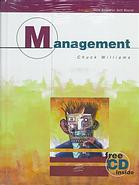 Management
Chuck Williams
free
CD
inside